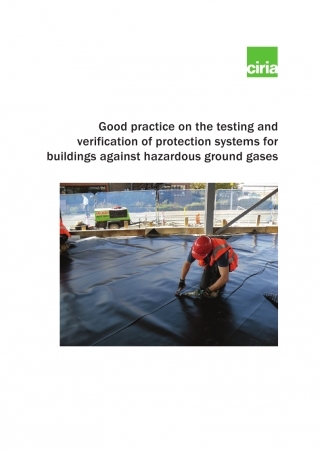 ciria
Good practice on the testing and
verification of protection systems for
buildings against hazardous ground gases